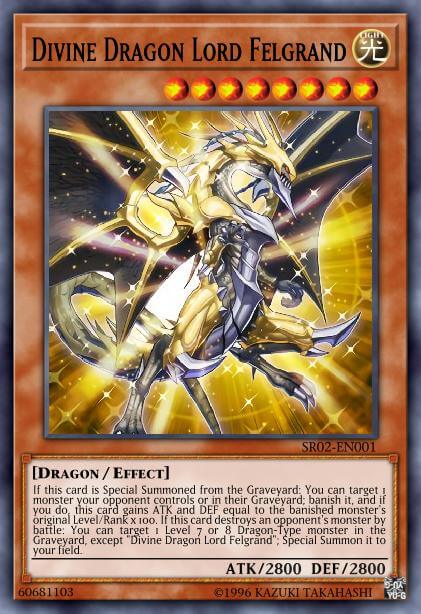 Divine Dragon Lord Felgrand
LIGHT
光
SR02-EN001
[Dragon / Effect]
If this card is Special Summoned from the Graveyard: You can target 1
monster your opponent controls or in their Graveyard; banish it, and if
you do, this card gains ATK and DEF equal to the banished monster's
original Level/Rank x 100. If this card destroys an opponent's monster by
battle: You can target 1 Level 7 or 8 Dragon-Type monster in the
Graveyard, except "Divine Dragon Lord Felgrand"; Special Summon it to
your field.
ATK/2800 DEF/2800
60681103
©1996 KAZUKI TAKAHASHI